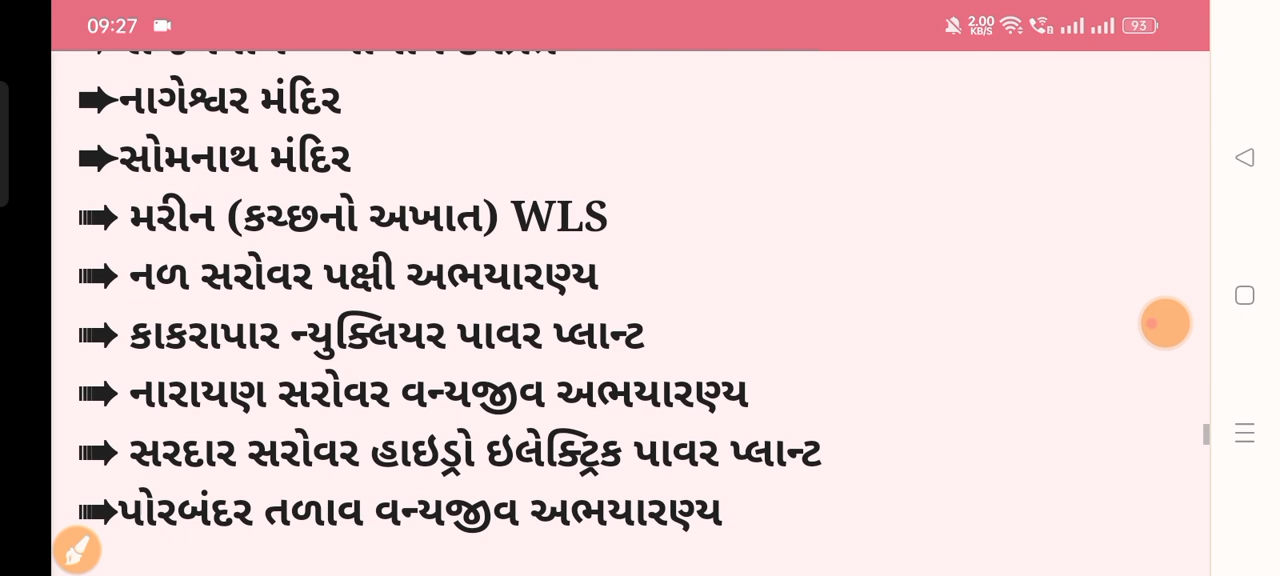 09:27 2.00 KB/S 93
➡નાગેશ્વર મંદિર
➡સોમનાથ મંદિર
➠ મરીન (કચ્છનો અખાત) WLS
➠ નળ સરોવર પક્ષી અભયારણ્ય
➠ કાકરાપાર ન્યુક્લિયર પાવર પ્લાન્ટ
➠ નારાયણ સરોવર વન્યજીવ અભયારણ્ય
➠ સરદાર સરોવર હાઇડ્રો ઇલેક્ટ્રિક પાવર પ્લાન્ટ
➠પોરબંદર તળાવ વન્યજીવ અભયારણ્ય